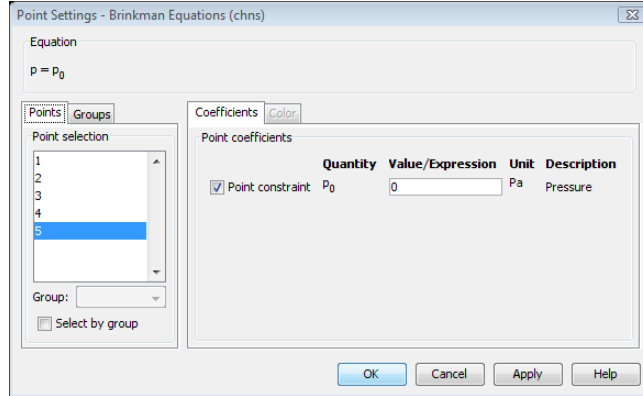 Point Settings - Brinkman Equations (chns)
Equation
p = p0
Points Groups
Coefficients Color
Point selection
Point coefficients
1
2
3
4
5
Quantity Value/Expression Unit Description
Point constraint p0 0 Pa Pressure
Group:
Select by group
OK Cancel Apply Help